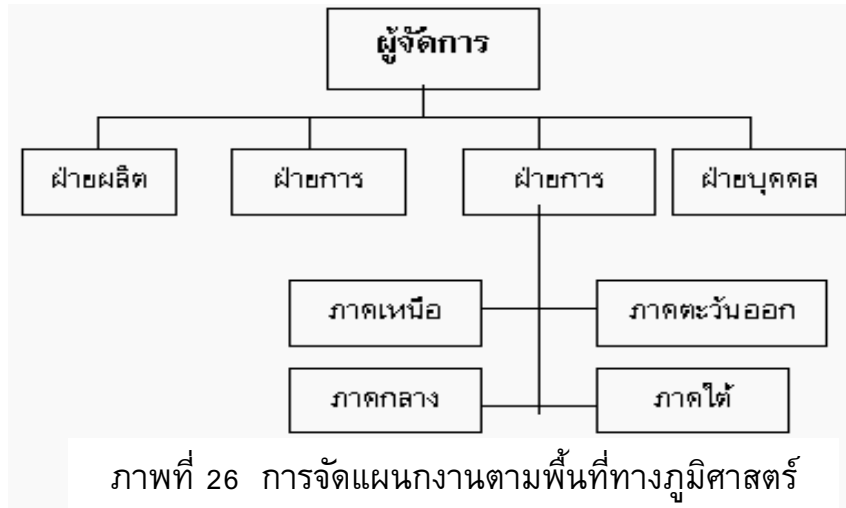 ผู้จัดการ
ฝ่ายผลิต ฝ่ายการ ฝ่ายการ ฝ่ายบุคคล
ภาคเหนือ ภาคตะวันออก
ภาคกลาง ภาคใต้
ภาพที่ 26 การจัดแผนกงานตามพื้นที่ทางภูมิศาสตร์